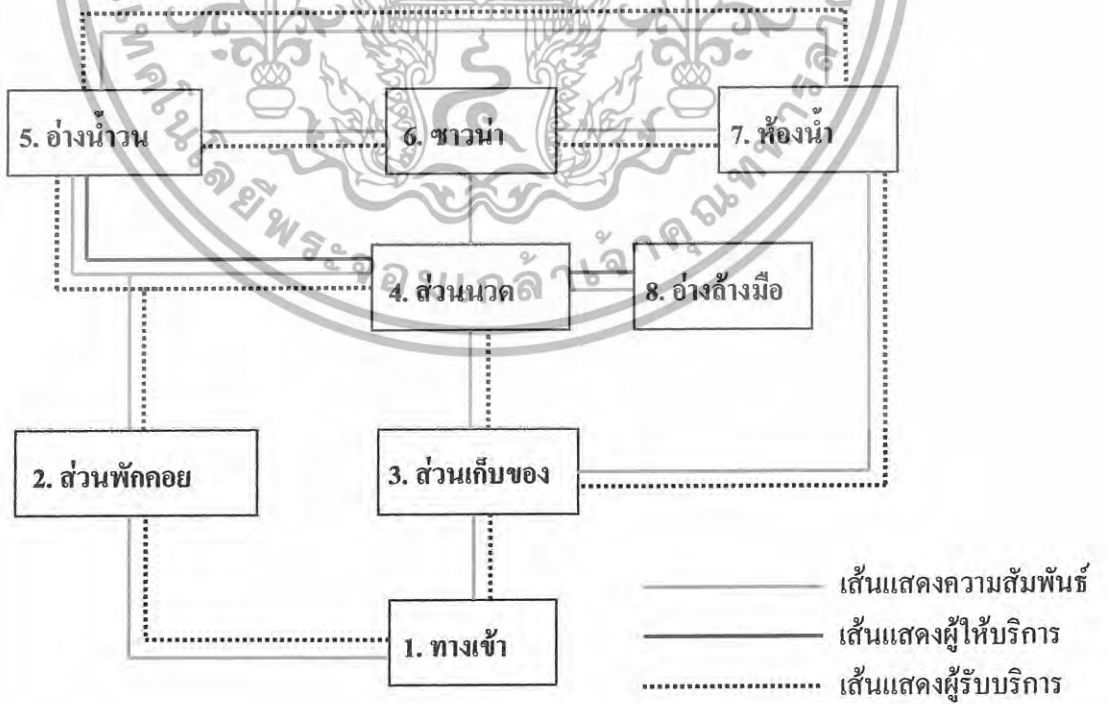 5. อ่างน้ำวน
6. ซาวน่า
7. ห้องน้ำ
4. ส่วนนวด
8. อ่างล้างมือ
2. ส่วนพักคอย
3. ส่วนเก็บของ
1. ทางเข้า
เส้นแสดงความสัมพันธ์
เส้นแสดงผู้ให้บริการ
เส้นแสดงผู้รับบริการ